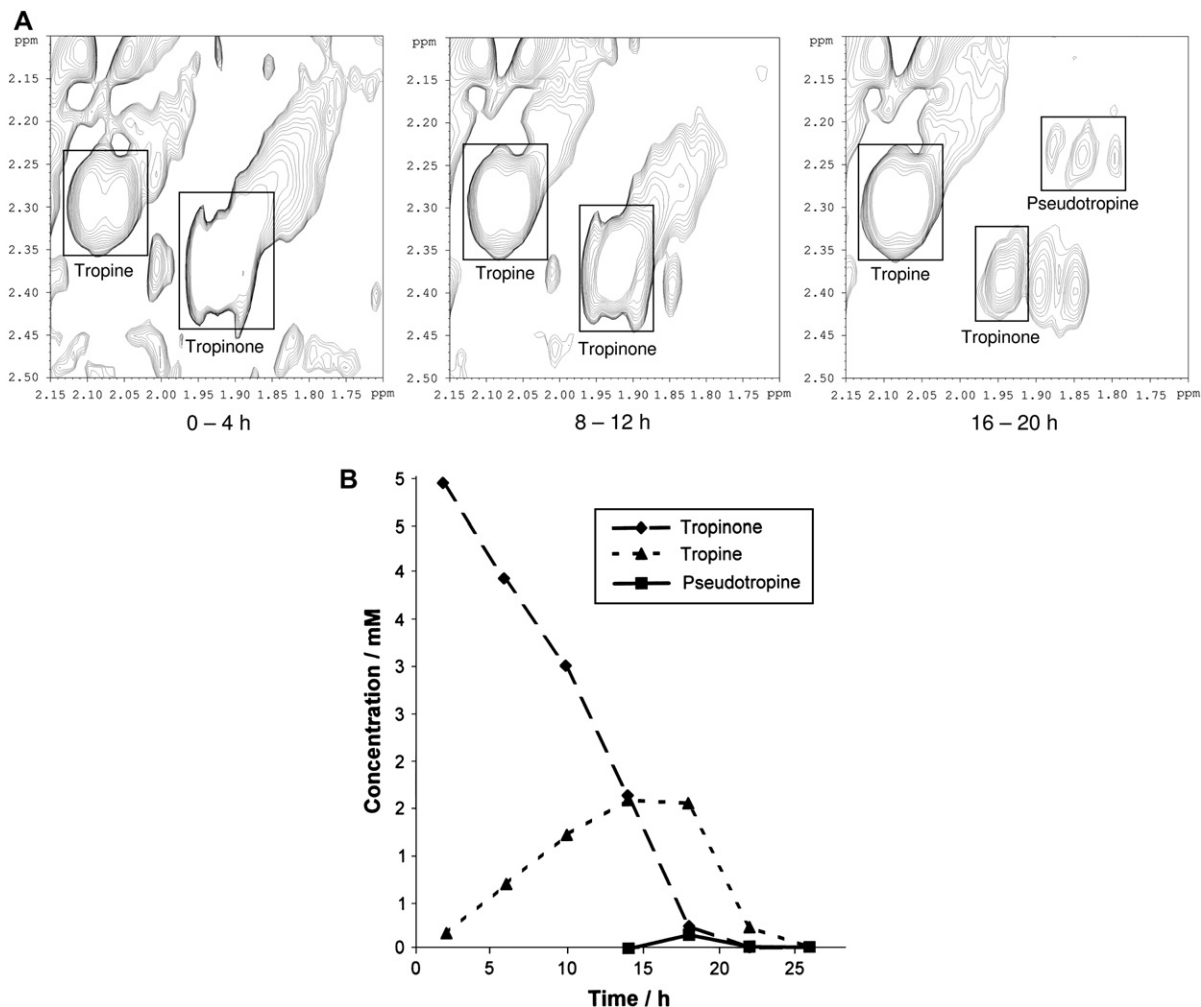 A
ppm
2.15
2.20
2.25
2.30
2.35
2.40
2.45
2.50
Tropine
Tropinone
2.15 2.10 2.05 2.00 1.95 1.90 1.85 1.80 1.75 ppm
0 – 4 h
ppm
2.15
2.20
2.25
2.30
2.35
2.40
2.45
2.50
Tropine
Tropinone
2.15 2.10 2.05 2.00 1.95 1.90 1.85 1.80 1.75 ppm
8 – 12 h
ppm
2.15
2.20
2.25
2.30
2.35
2.40
2.45
2.50
Pseudotropine
Tropine
Tropinone
2.15 2.10 2.05 2.00 1.95 1.90 1.85 1.80 1.75 ppm
16 – 20 h
B
Concentration / mM
5
5
4
4
3
3
2
2
1
1
0
Tropinone
Tropine
Pseudotropine
0 5 10 15 20 25
Time / h